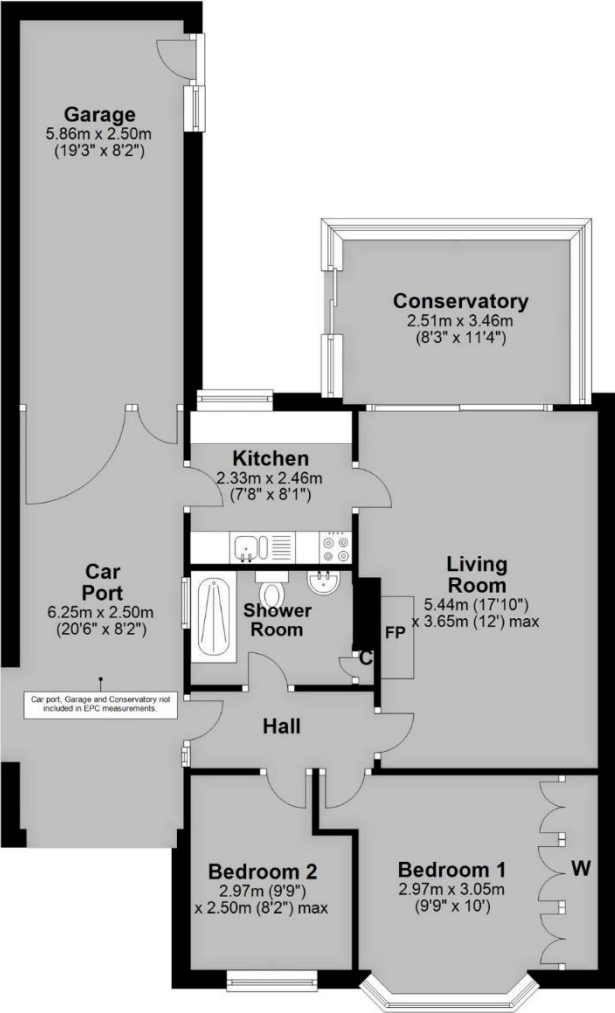 Garage
5.86m x 2.50m
(19'3" x 8'2")
Conservatory
2.51m x 3.46m
(8'3" x 11'4")
Kitchen
2.33m x 2.46m
(7'8" x 8'1")
Car
Port
6.25m x 2.50m
(20'6" x 8'2")
Living
Room
5.44m (17'10")
x 3.65m (12') max
FP
Shower
Room
C
Car port, Garage and Conservatory not
included in EPC measurements.
Hall
Bedroom 2
2.97m (9'9")
x 2.50m (8'2") max
Bedroom 1
2.97m x 3.05m
(9'9" x 10')
W